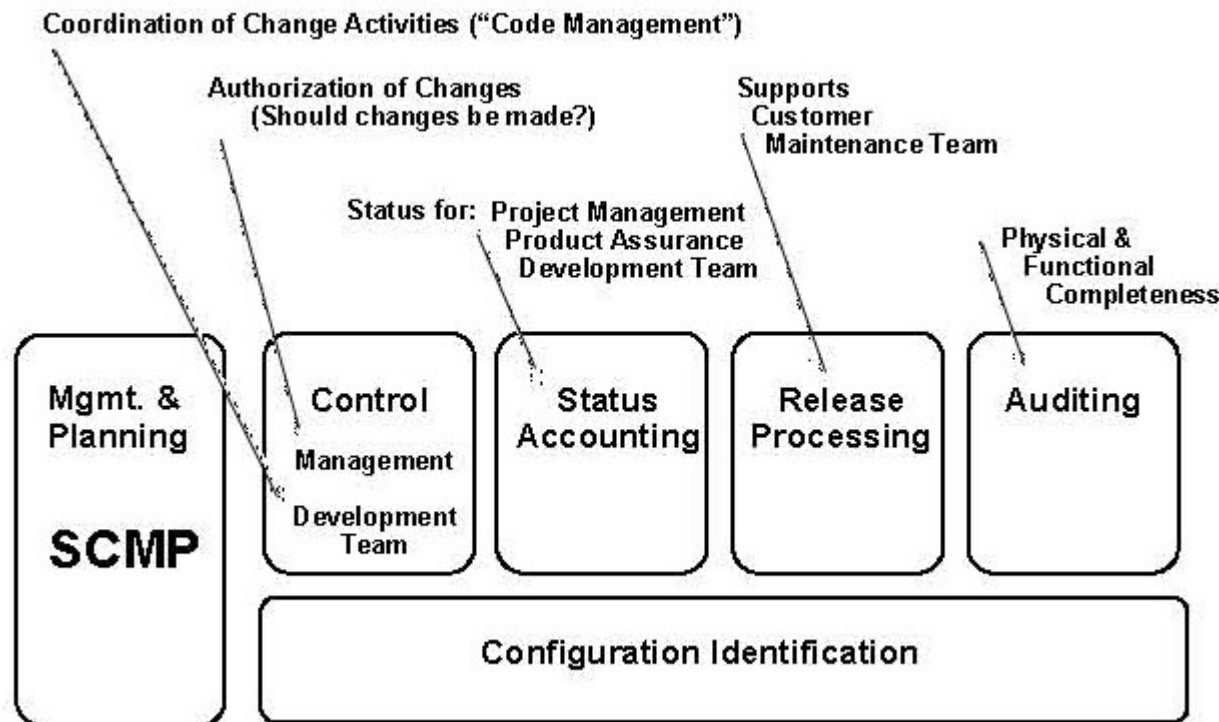 Coordination of Change Activities (“Code Management”)
Authorization of Changes
(Should changes be made?)
Supports
Customer
Maintenance Team
Status for: Project Management
Product Assurance
Development Team
Physical &
Functional
Completeness
Mgmt. &
Planning
SCMP
Control
Management
Development
Team
Status
Accounting
Release
Processing
Auditing
Configuration Identification